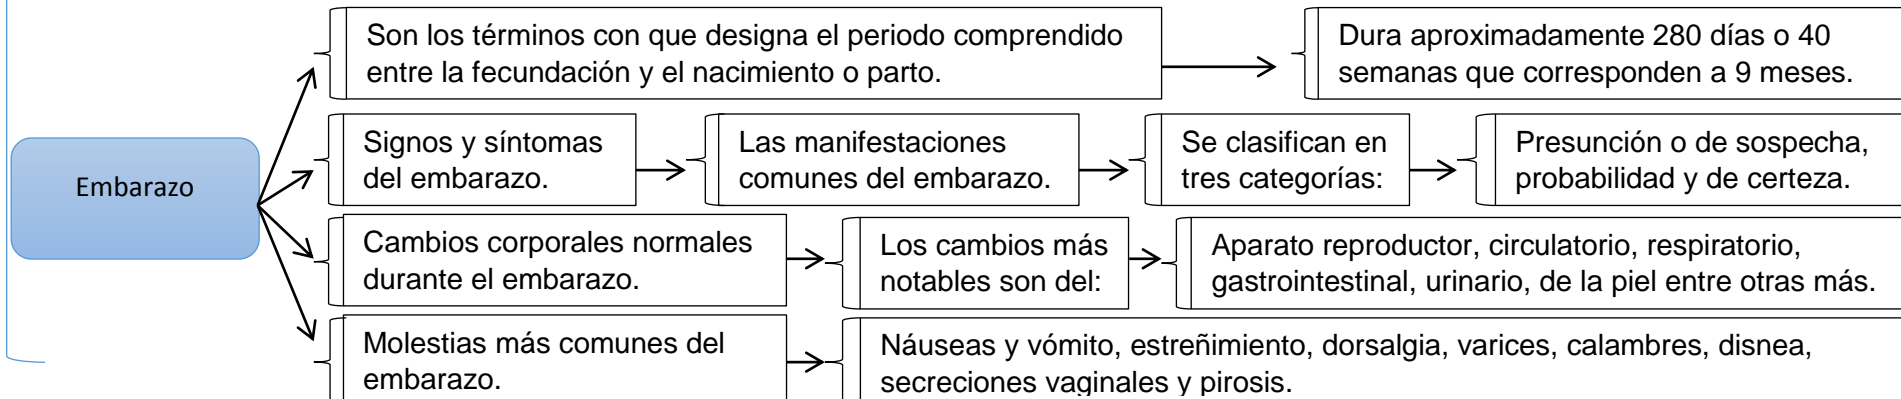 Embarazo
Son los términos con que designa el periodo comprendido
entre la fecundación y el nacimiento o parto.
Dura aproximadamente 280 días o 40
semanas que corresponden a 9 meses.
Signos y síntomas
del embarazo.
Las manifestaciones
comunes del embarazo.
Se clasifican en
tres categorías:
Presunción o de sospecha,
probabilidad y de certeza.
Cambios corporales normales
durante el embarazo.
Los cambios más
notables son del:
Aparato reproductor, circulatorio, respiratorio,
gastrointestinal, urinario, de la piel entre otras más.
Molestias más comunes del
embarazo.
Náuseas y vómito, estreñimiento, dorsalgia, varices, calambres, disnea,
secreciones vaginales y pirosis.